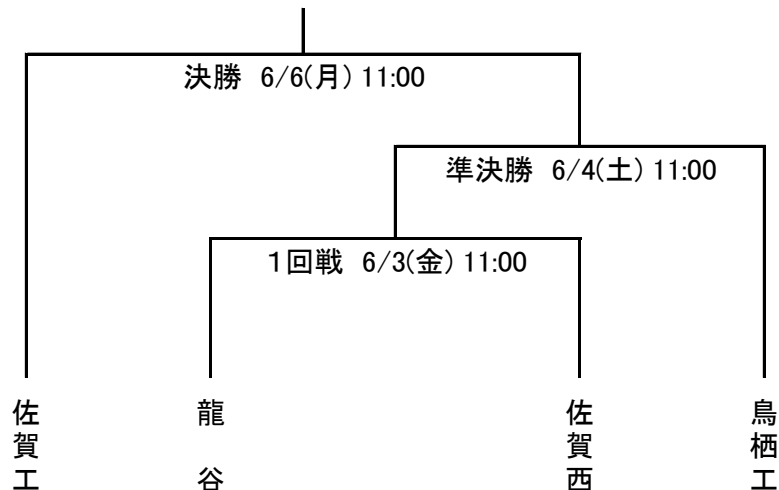 決勝 6/6(月) 11:00
準決勝 6/4(土) 11:00
1回戦 6/3(金) 11:00
佐賀工
龍谷
佐賀西
鳥栖工